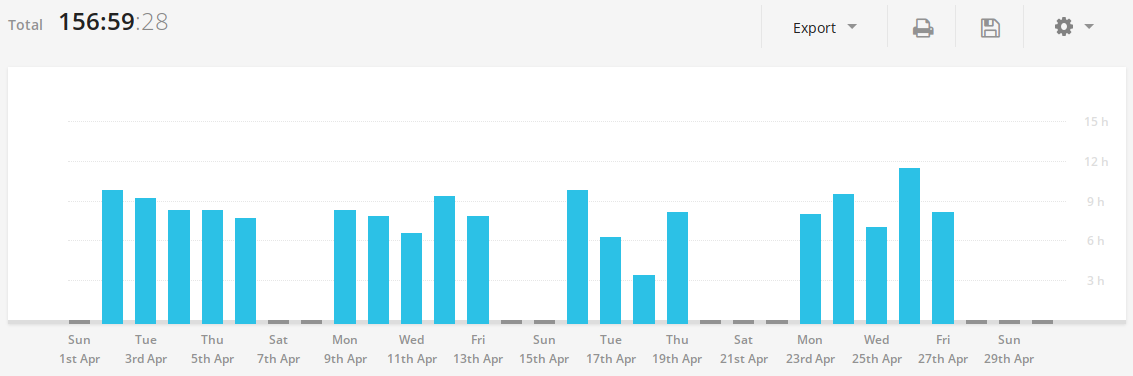 Total 156:59:28 Export
15 h
12 h
9 h
6 h
3 h
Sun Tue Thu Sat Mon Wed Fri Sun Tue Thu Sat Mon Wed Fri Sun
1st Apr 3rd Apr 5th Apr 7th Apr 9th Apr 11th Apr 13th Apr 15th Apr 17th Apr 19th Apr 21st Apr 23rd Apr 25th Apr 27th Apr 29th Apr